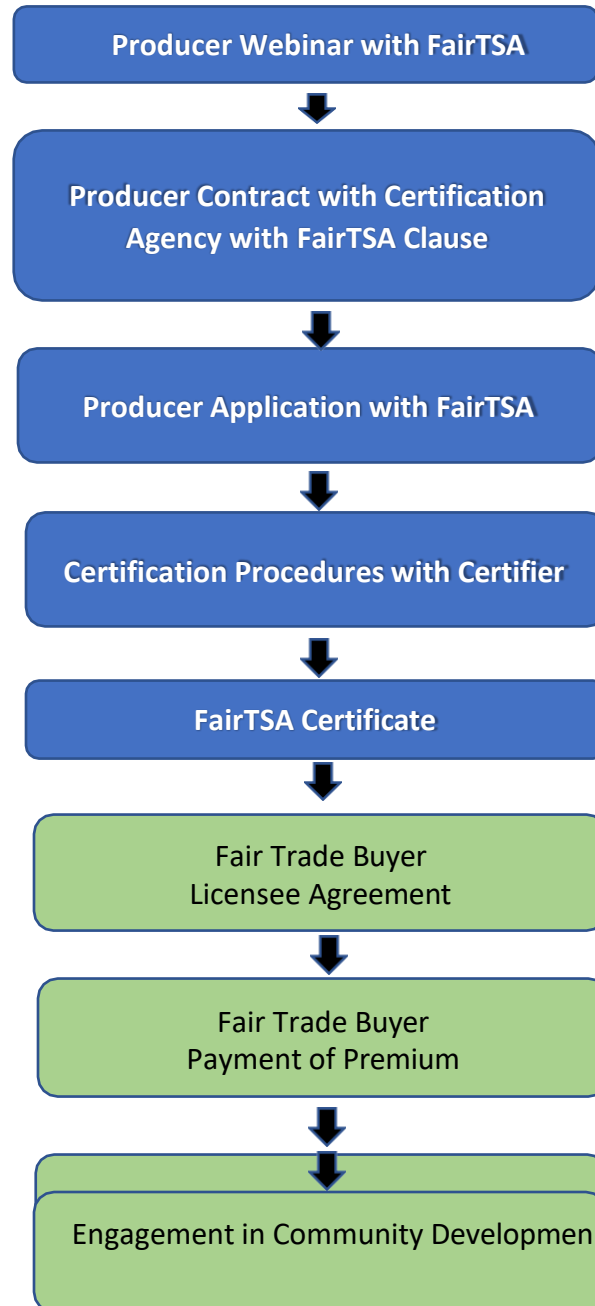 Producer Webinar with FairTSA
Producer Contract with Certification
Agency with FairTSA Clause
Producer Application with FairTSA
Certification Procedures with Certifier
FairTSA Certificate
Fair Trade Buyer
Licensee Agreement
Fair Trade Buyer
Payment of Premium
Engagement in Community Developmen